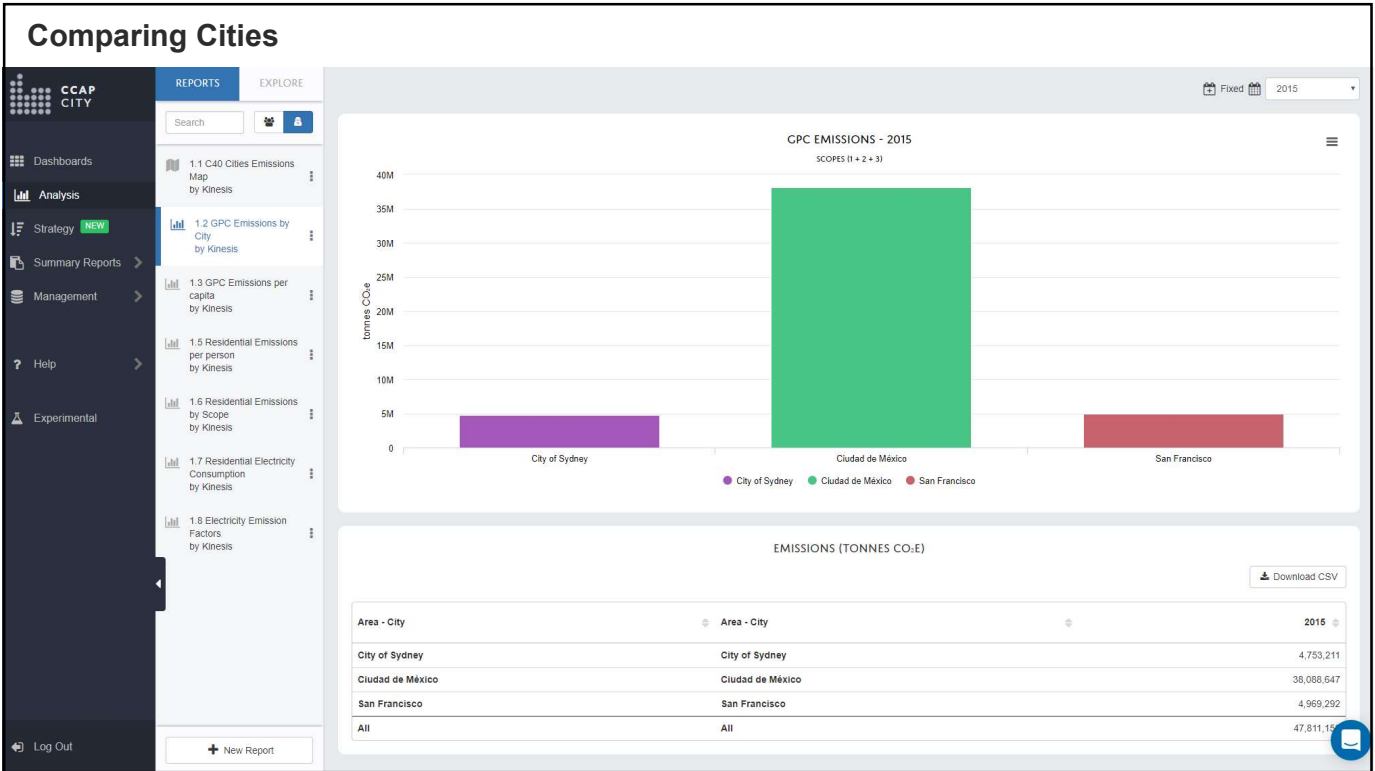 Comparing Cities
CCAP
CITY
Dashboards
Analysis
Strategy NEW
Summary Reports
Management
? Help
Experimental
Log Out
REPORTS EXPLORE
Search
1.1 C40 Cities Emissions
Map
by Kinesis
1.2 GPC Emissions by
City
by Kinesis
1.3 GPC Emissions per
capita
by Kinesis
1.5 Residential Emissions
per person
by Kinesis
1.6 Residential Emissions
by Scope
by Kinesis
1.7 Residential Electricity
Consumption
by Kinesis
1.8 Electricity Emission
Factors
by Kinesis
+ New Report
Fixed 2015
GPC EMISSIONS - 2015
SCOPES (1 + 2 + 3)
tonnes CO₂e
40M
35M
30M
25M
20M
15M
10M
5M
0
City of Sydney Ciudad de México San Francisco
City of Sydney Ciudad de México San Francisco
EMISSIONS (TONNES CO₂E)
Download CSV
Area - City Area - City 2015
City of Sydney City of Sydney 4,753,211
Ciudad de México Ciudad de México 38,088,647
San Francisco San Francisco 4,969,292
All All